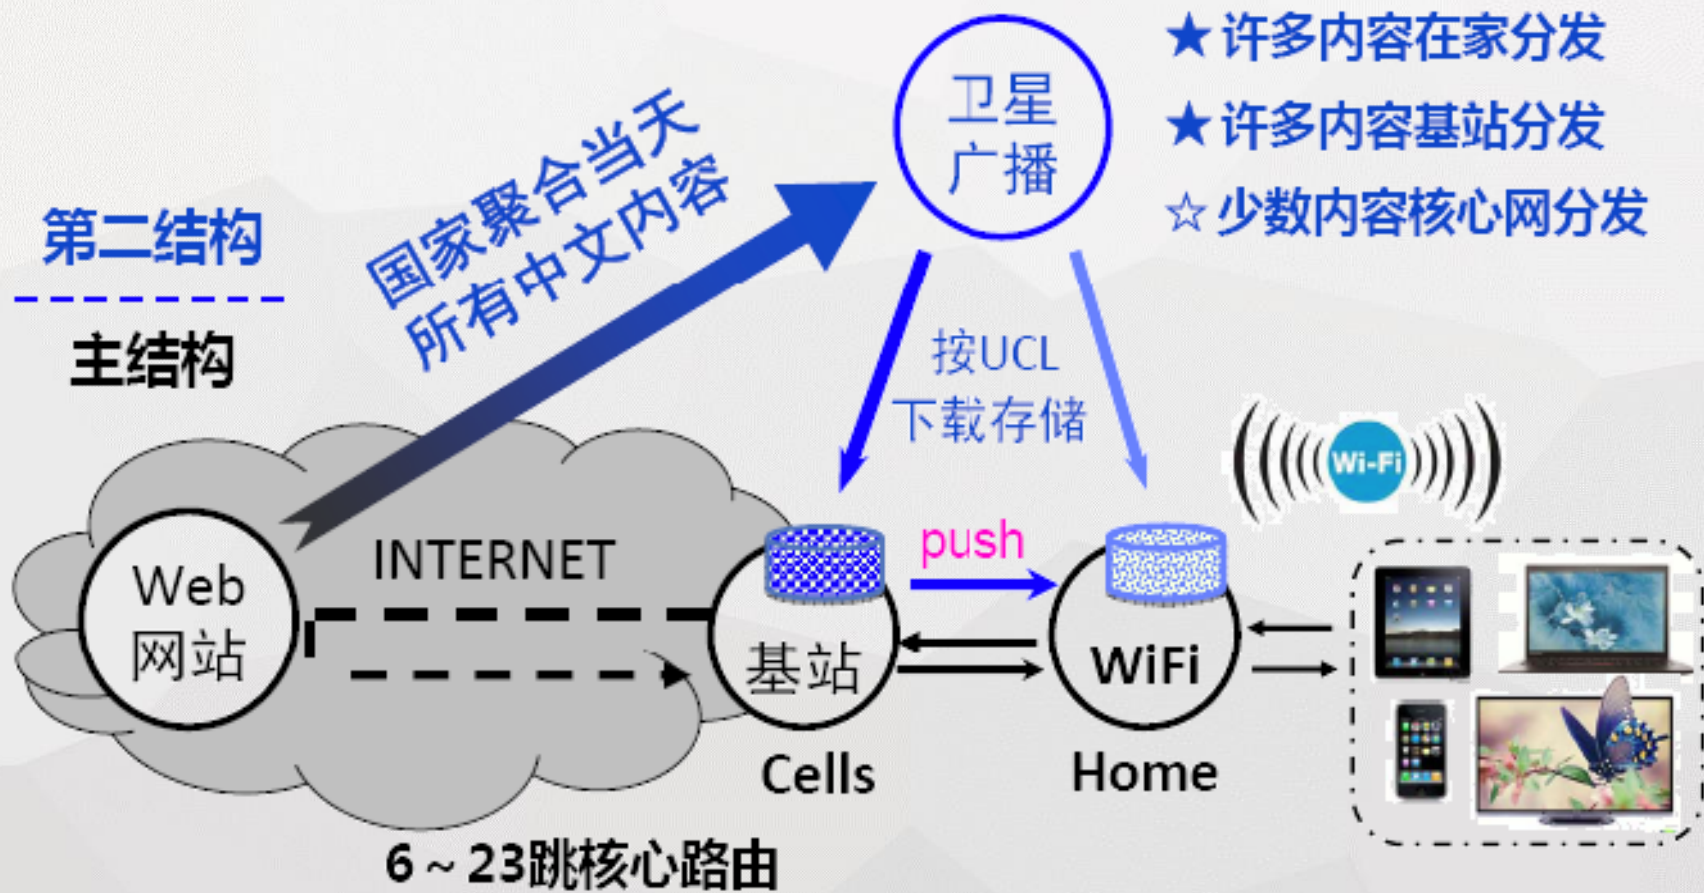 ★许多内容在家分发
★许多内容基站分发
☆少数内容核心网分发
卫星
广播
国家聚合当天
所有中文内容
第二结构
主结构
按UCL
下载存储
Wi-Fi
INTERNET
push
Web
网站
基站
WiFi
Cells
Home
6～23跳核心路由